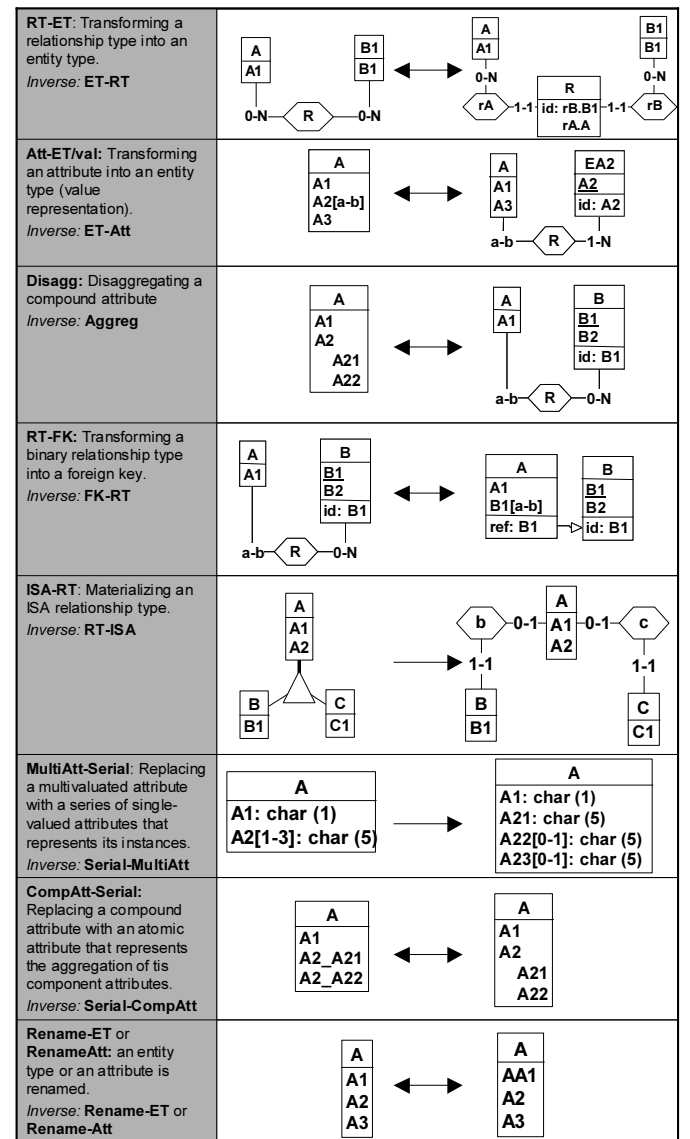 RT-ET: Transforming a
relationship type into an
entity type.
Inverse: ET-RT
A
A1
B1
B1
0-N
R
0-N
A
A1
0-N
rA
1-1
R
id: rB.B1
rA.A
1-1
rB
0-N
B1
B1
Att-ET/val: Transforming
an attribute into an entity
type (value
representation).
Inverse: ET-Att
A
A1
A2[a-b]
A3
A
A1
A3
EA2
A2
id: A2
a-b
R
1-N
Disagg: Disaggregating a
compound attribute
Inverse: Aggreg
A
A1
A2
A21
A22
A
A1
B
B1
B2
id: B1
a-b
R
0-N
RT-FK: Transforming a
binary relationship type
into a foreign key.
Inverse: FK-RT
A
A1
B
B1
B2
id: B1
a-b
R
0-N
A
A1
B1[a-b]
ref: B1
B
B1
B2
id: B1
ISA-RT: Materializing an
ISA relationship type.
Inverse: RT-ISA
A
A1
A2
B
B1
C
C1
b
0-1
A
A1
A2
0-1
c
1-1
1-1
B
B1
C
C1
MultiAtt-Serial: Replacing
a multivaluated attribute
with a series of single-
valued attributes that
represents its instances.
Inverse: Serial-MultiAtt
A
A1: char (1)
A2[1-3]: char (5)
A
A1: char (1)
A21: char (5)
A22[0-1]: char (5)
A23[0-1]: char (5)
CompAtt-Serial:
Replacing a compound
attribute with an atomic
attribute that represents
the aggregation of tis
component attributes.
Inverse: Serial-CompAtt
A
A1
A2_A21
A2_A22
A
A1
A2
A21
A22
Rename-ET or
RenameAtt: an entity
type or an attribute is
renamed.
Inverse: Rename-ET or
Rename-Att
A
A1
A2
A3
A
AA1
A2
A3